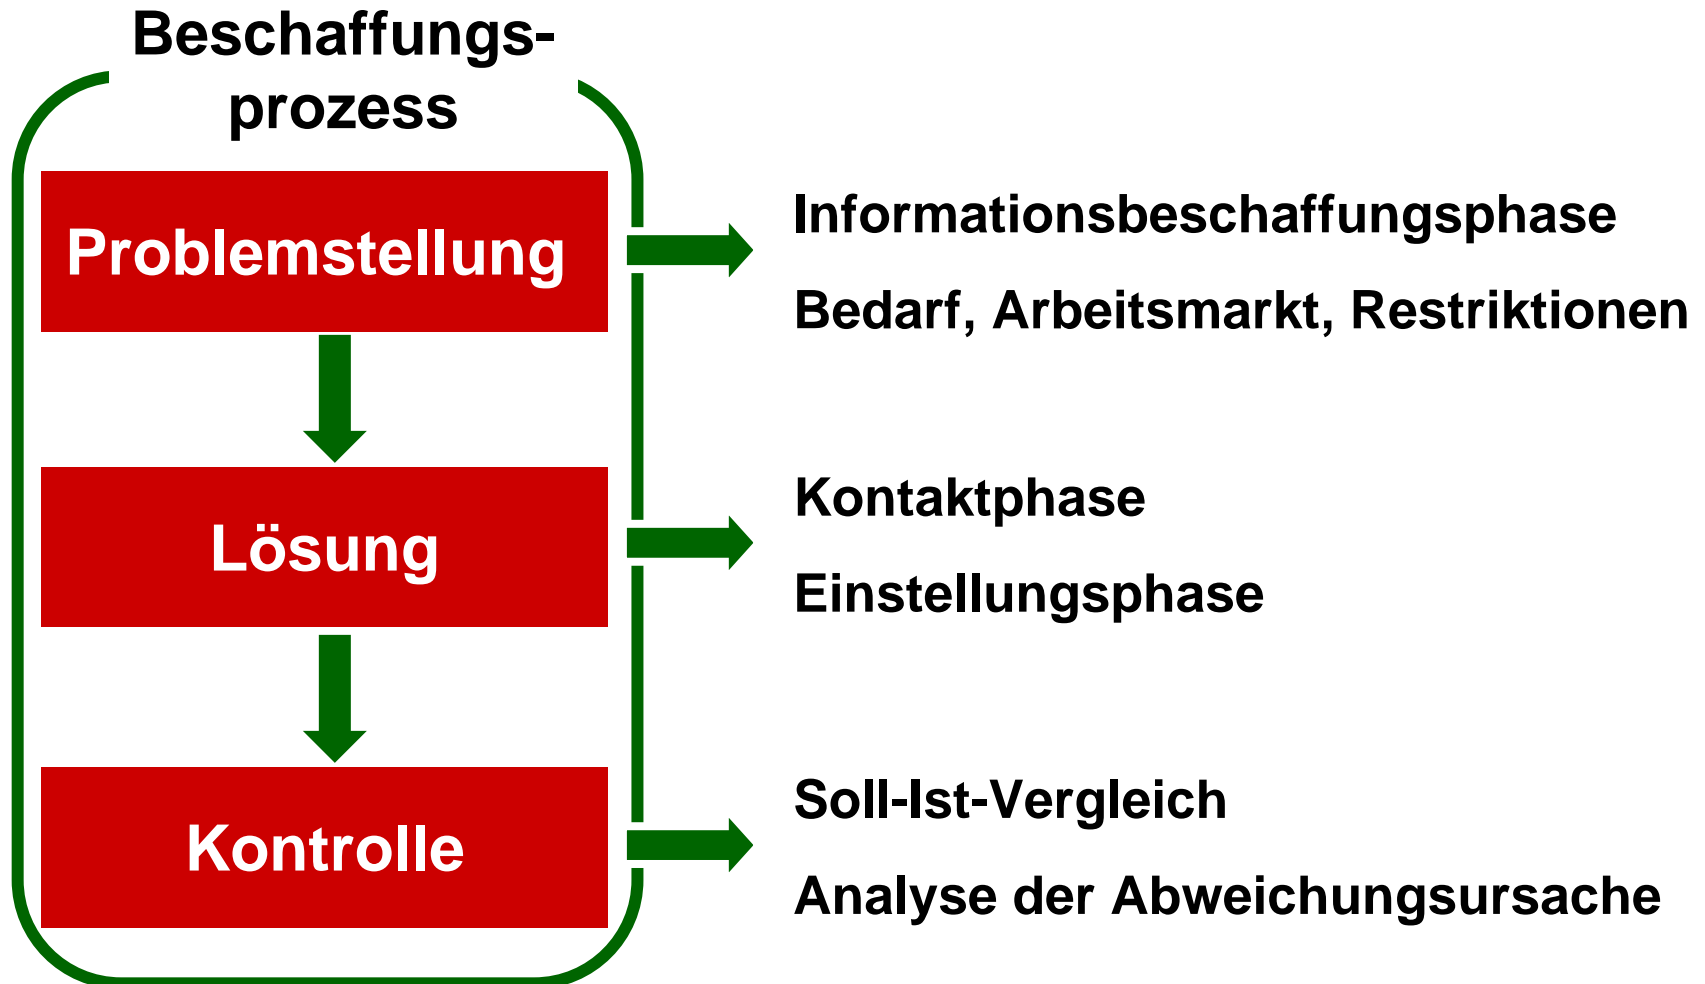 Beschaffungs-
prozess
Problemstellung
Informationsbeschaffungsphase
Bedarf, Arbeitsmarkt, Restriktionen
Lösung
Kontaktphase
Einstellungsphase
Kontrolle
Soll-Ist-Vergleich
Analyse der Abweichungsursache